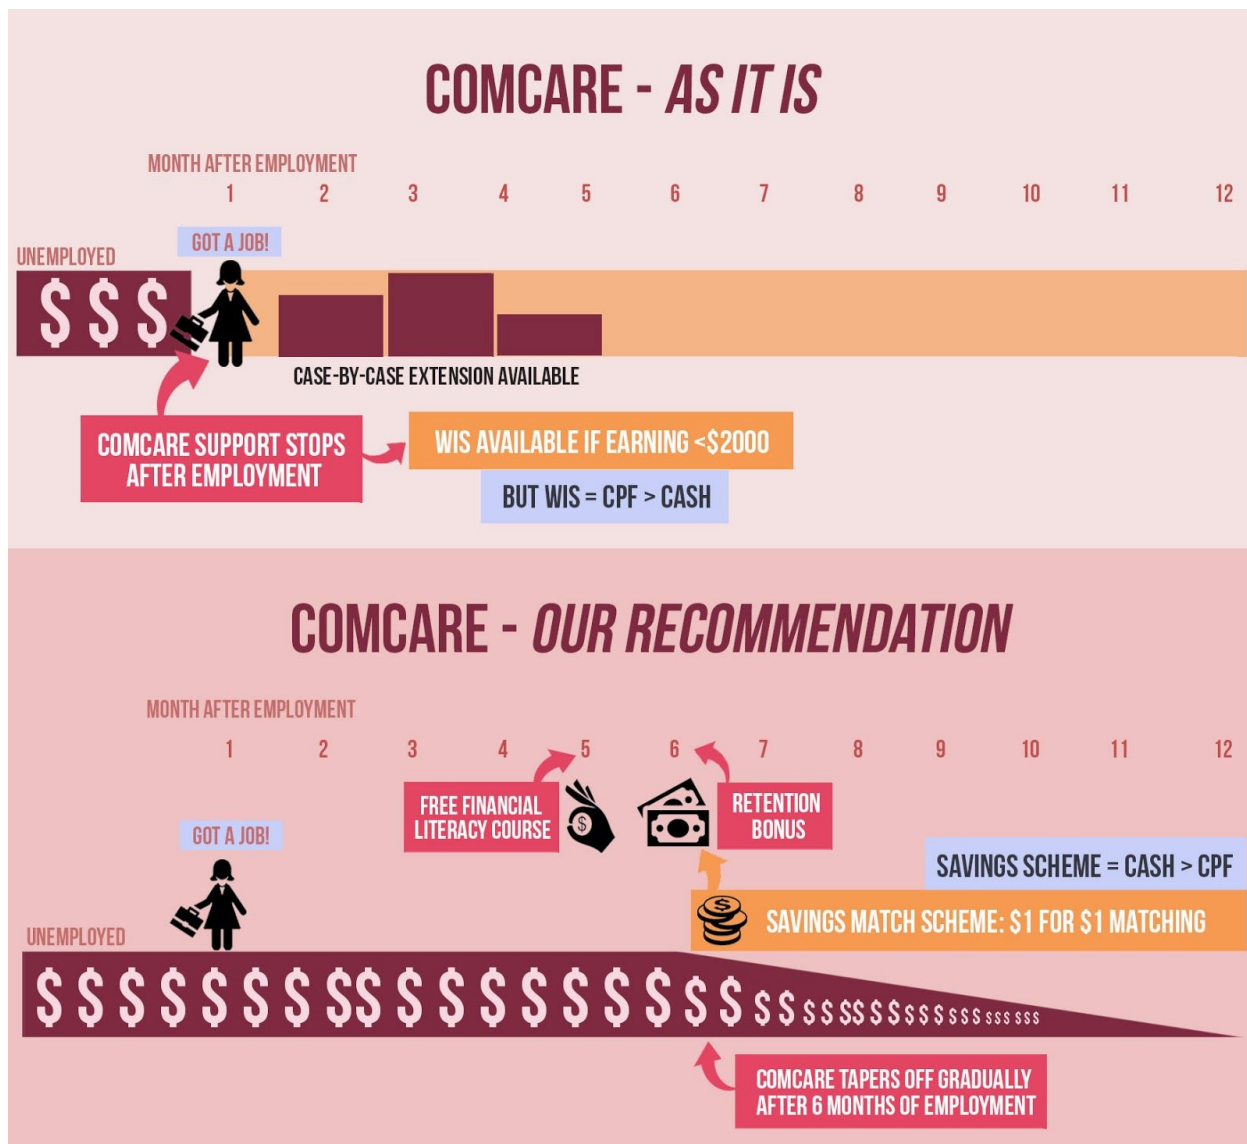 COMCARE - AS IT IS
MONTH AFTER EMPLOYMENT
1 2 3 4 5 6 7 8 9 10 11 12
GOT A JOB!
UNEMPLOYED
$ $ $
CASE-BY-CASE EXTENSION AVAILABLE
COMCARE SUPPORT STOPS
AFTER EMPLOYMENT
WIS AVAILABLE IF EARNING <$2000
BUT WIS = CPF > CASH
COMCARE - OUR RECOMMENDATION
MONTH AFTER EMPLOYMENT
1 2 3 4 5 6 7 8 9 10 11 12
FREE FINANCIAL
LITERACY COURSE
$
RETENTION
BONUS
GOT A JOB!
SAVINGS SCHEME = CASH > CPF
$
SAVINGS MATCH SCHEME: $1 FOR $1 MATCHING
UNEMPLOYED
$ $ $ $ $ $ $ $$ $ $ $ $ $ $ $ $ $ $ $ $ $ $ $$ $ $ $ $ $ $ $ $ $ $ $ $ $ $
COMCARE TAPERS OFF GRADUALLY
AFTER 6 MONTHS OF EMPLOYMENT